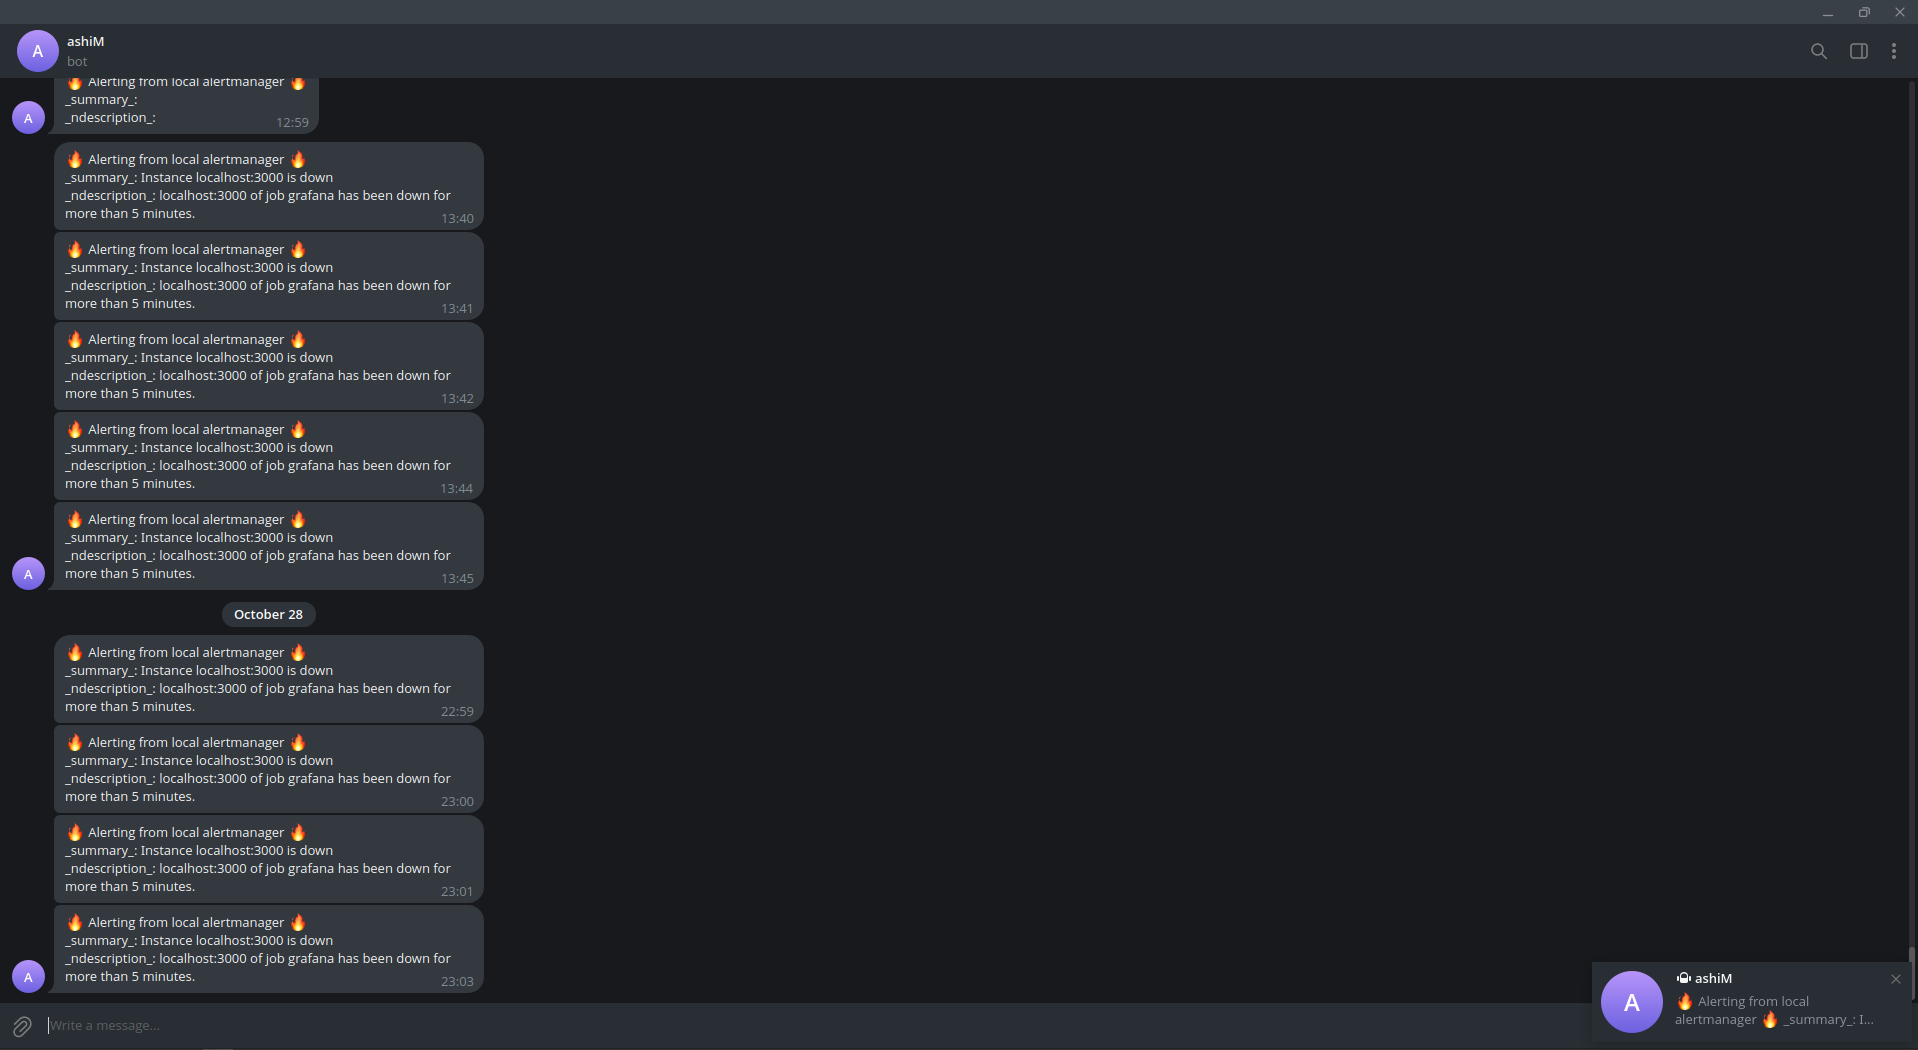 A
ashiM
bot
🔥 Alerting from local alertmanager 🔥
_summary_:
_ndescription_:
12:59
A
🔥 Alerting from local alertmanager 🔥
_summary_: Instance localhost:3000 is down
_ndescription_: localhost:3000 of job grafana has been down for
more than 5 minutes.
13:40
🔥 Alerting from local alertmanager 🔥
_summary_: Instance localhost:3000 is down
_ndescription_: localhost:3000 of job grafana has been down for
more than 5 minutes.
13:41
🔥 Alerting from local alertmanager 🔥
_summary_: Instance localhost:3000 is down
_ndescription_: localhost:3000 of job grafana has been down for
more than 5 minutes.
13:42
🔥 Alerting from local alertmanager 🔥
_summary_: Instance localhost:3000 is down
_ndescription_: localhost:3000 of job grafana has been down for
more than 5 minutes.
13:44
🔥 Alerting from local alertmanager 🔥
_summary_: Instance localhost:3000 is down
_ndescription_: localhost:3000 of job grafana has been down for
more than 5 minutes.
13:45
A
October 28
🔥 Alerting from local alertmanager 🔥
_summary_: Instance localhost:3000 is down
_ndescription_: localhost:3000 of job grafana has been down for
more than 5 minutes.
22:59
🔥 Alerting from local alertmanager 🔥
_summary_: Instance localhost:3000 is down
_ndescription_: localhost:3000 of job grafana has been down for
more than 5 minutes.
23:00
🔥 Alerting from local alertmanager 🔥
_summary_: Instance localhost:3000 is down
_ndescription_: localhost:3000 of job grafana has been down for
more than 5 minutes.
23:01
🔥 Alerting from local alertmanager 🔥
_summary_: Instance localhost:3000 is down
_ndescription_: localhost:3000 of job grafana has been down for
more than 5 minutes.
23:03
A
Write a message...
A
ashiM
🔥 Alerting from local
alertmanager 🔥 _summary_: I...